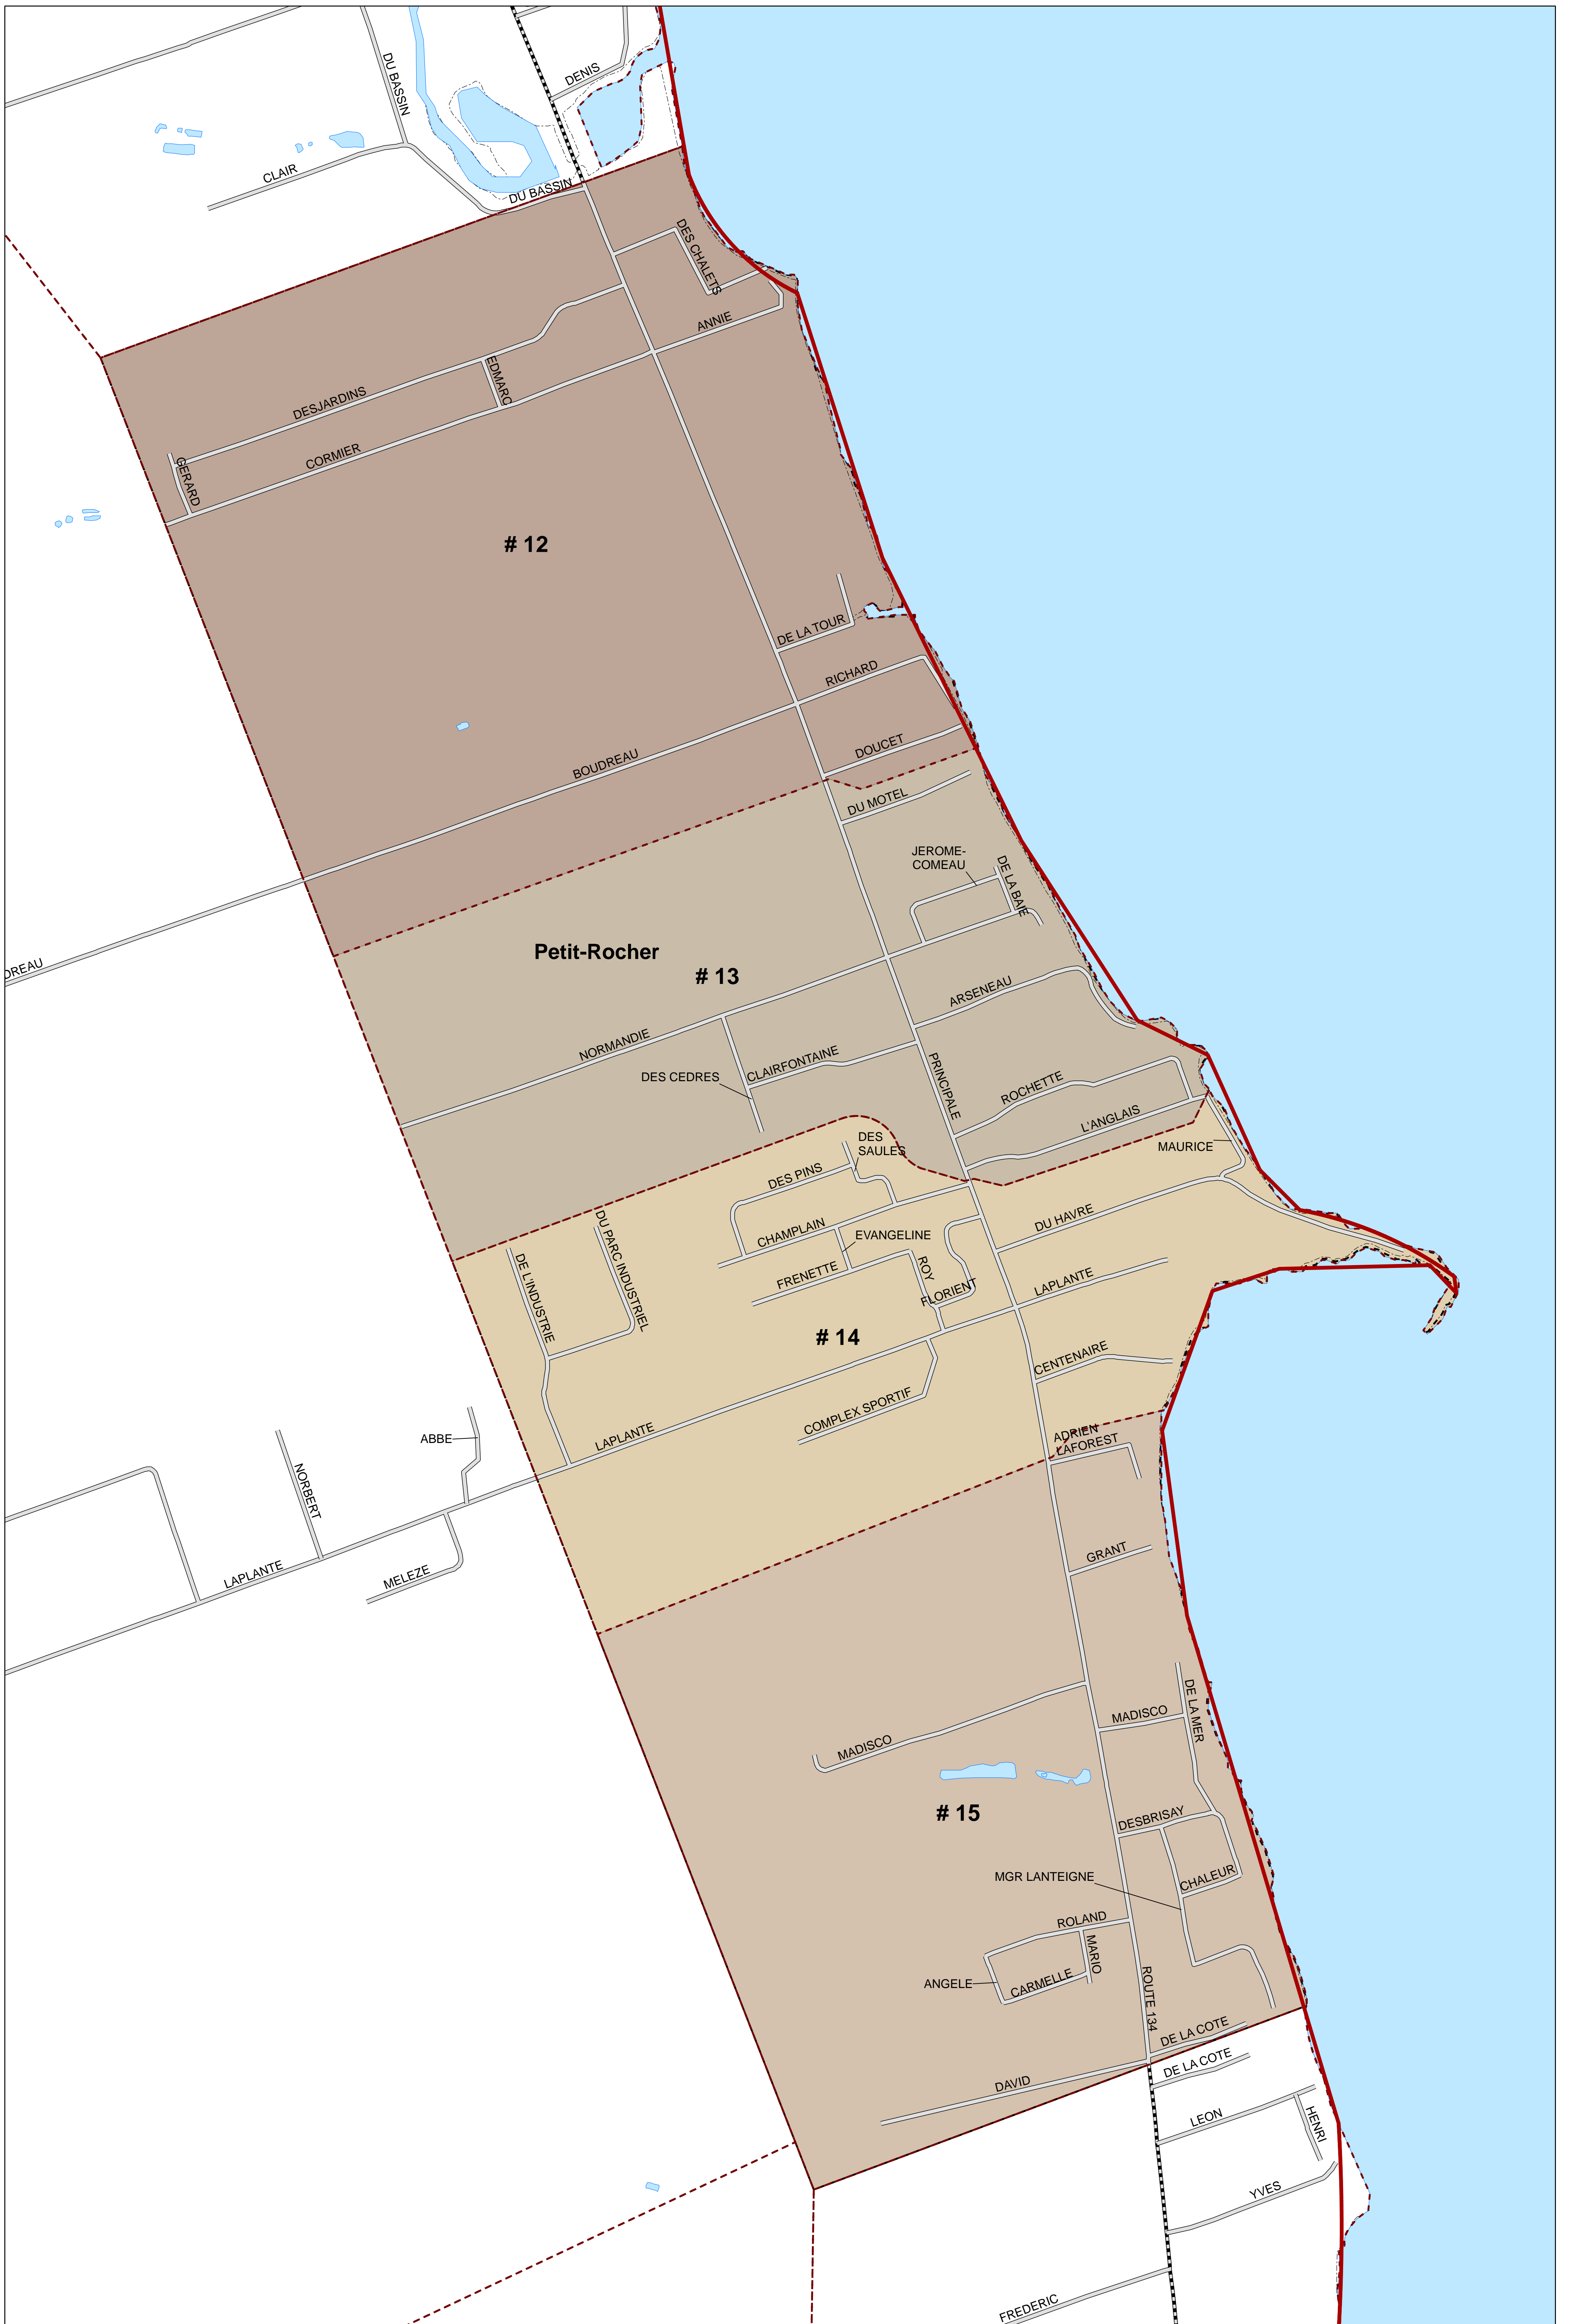 DENIS
DU BASSIN
CLAIR
DU BASSIN
DES CHALETS
ANNIE
EDMARC
DESJARDINS
CORMIER
GERARD
# 12
DE LA TOUR
RICHARD
DOUCET
BOUDREAU
DU MOTEL
JEROME-
COMEAU
DE LA BAIE
Petit-Rocher
DREAU
# 13
ARSENEAU
NORMANDIE
CLAIRFONTAINE
DES CEDRES
PRINCIPALE
ROCHETTE
L'ANGLAIS
MAURICE
DES
SAULES
DES PINS
DU HAVRE
CHAMPLAIN
EVANGELINE
DU PARC INDUSTRIEL
DE L'INDUSTRIE
FRENETTE
ROY
FLORIENT
LAPLANTE
# 14
CENTENAIRE
COMPLEX SPORTIF
LAPLANTE
ADRIEN
LAFOREST
ABBE
NORBERT
GRANT
LAPLANTE
MELEZE
DE LA MER
MADISCO
MADISCO
# 15
DESBRISAY
MGR LANTEIGNE
CHALEUR
ROLAND
MARIO
ANGELE
CARMELLE
ROUTE 134
DE LA COTE
DE LA COTE
DAVID
LEON
HENRI
YVES
FREDERIC